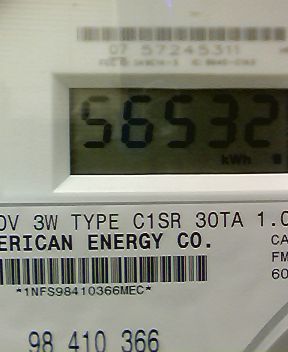 07 57245311
56532
kWh
0V 3W TYPE C1SR 30TA 1.0
ERICAN ENERGY CO.
CA
FM
60
*1NFS98410366MEC*
98 410 366